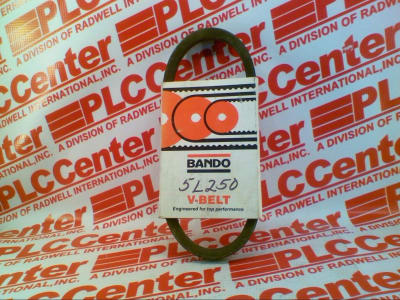 PLCCenter
A DIVISION OF RADWELL INTERNATIONAL, INC.
BANDO
5L250
V-BELT
Engineered for top performance